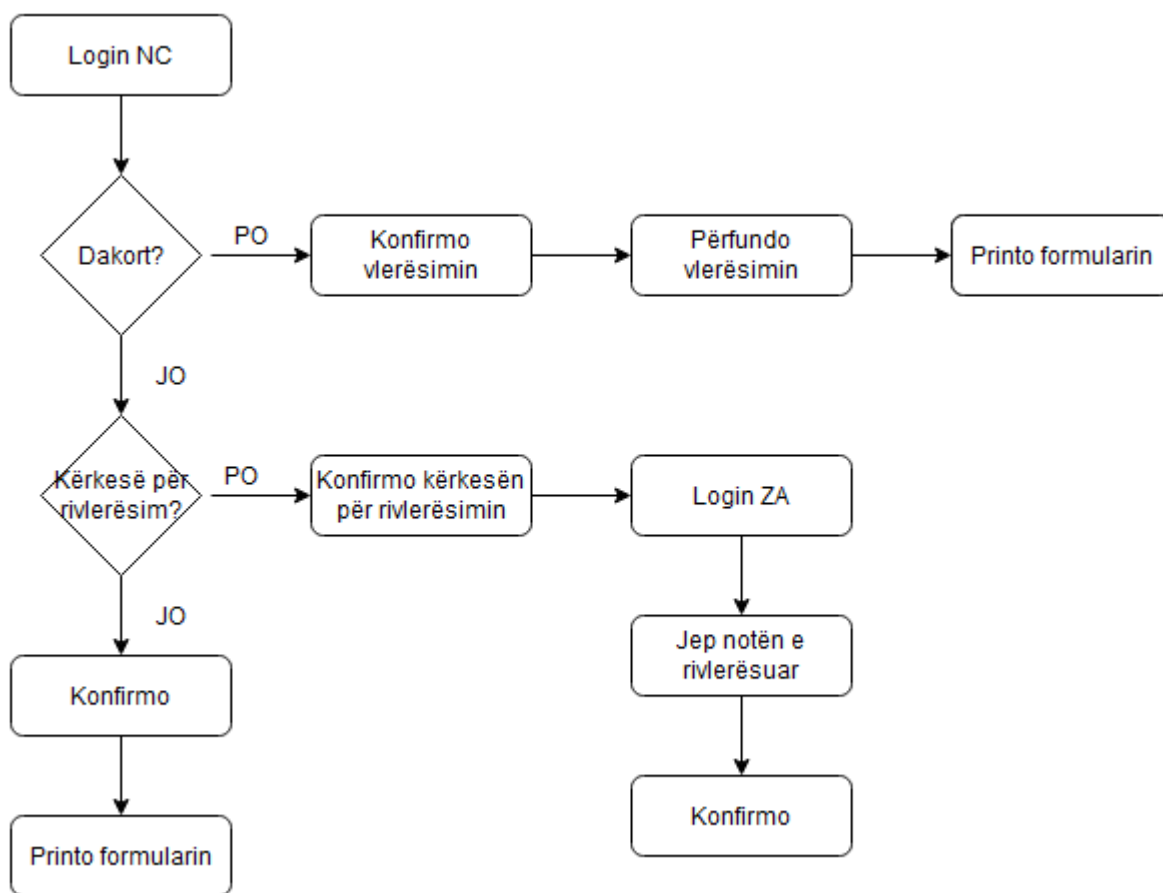 Login NC
Dakort?
PO
Konfirmo
vlerësimin
Përfundo
vlerësimin
Printo formularin
JO
Kërkesë për
rivlerësim?
PO
Konfirmo kërkesën
për rivlerësimin
Login ZA
JO
Jep notën e
rivlerësuar
Konfirmo
Konfirmo
Printo formularin